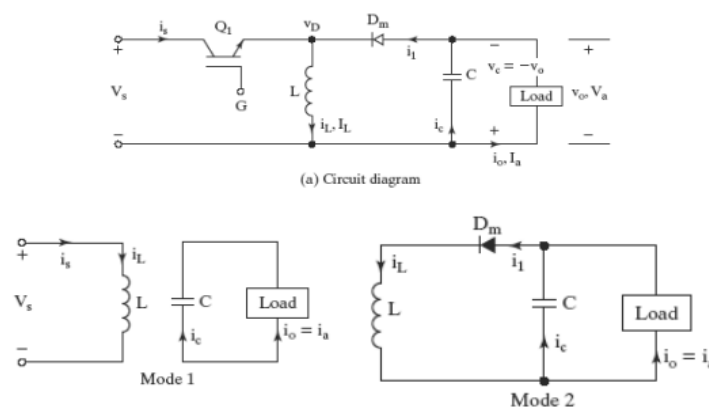 i_s Q_1 v_D D_m
+ i_1 − +
V_s L C v_c = −v_o Load v_o, V_a
G
− i_L, I_L i_c + −
i_o, I_a
(a) Circuit diagram
+ i_s i_L
V_s L C Load
− i_c i_o = i_a
Mode 1
D_m
i_L i_1
L C Load
i_c i_o = i
Mode 2